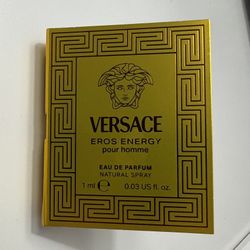 VERSACE
EROS ENERGY
pour homme
EAU DE PARFUM
NATURAL SPRAY
1 ml ℮ 0.03 US fl. oz.